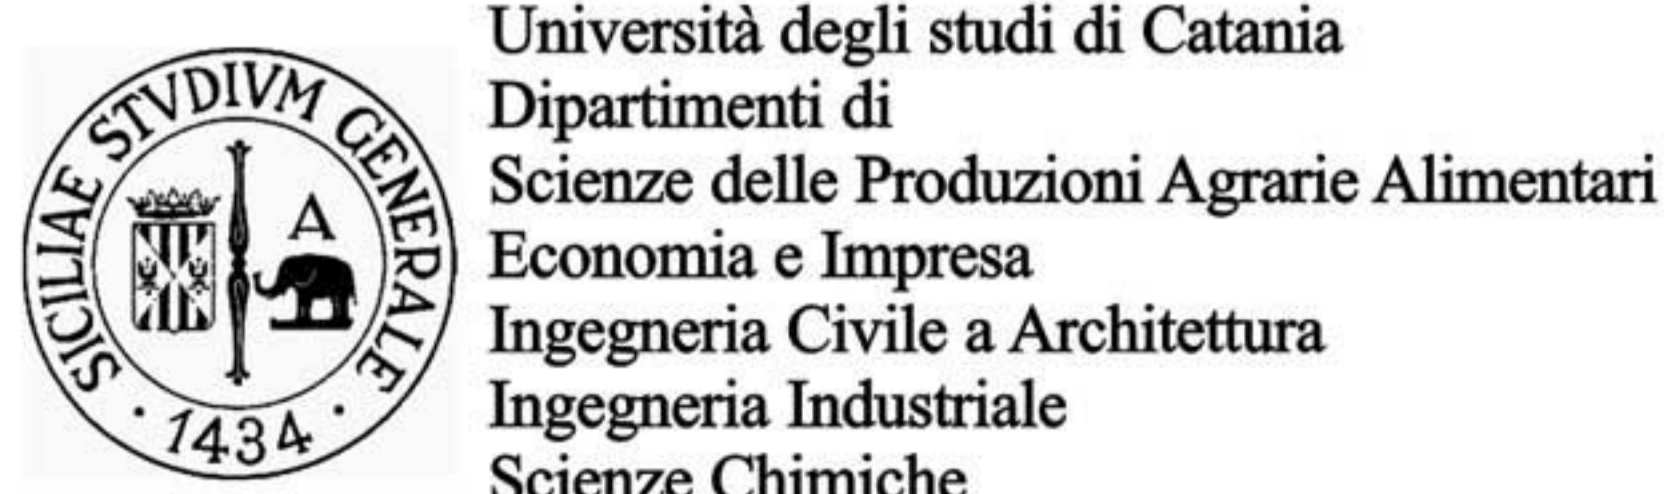 SICILIAE STVDIVM GENERALE
· 1434 ·
A
Università degli studi di Catania
Dipartimenti di
Scienze delle Produzioni Agrarie Alimentari
Economia e Impresa
Ingegneria Civile a Architettura
Ingegneria Industriale
Scienze Chimiche